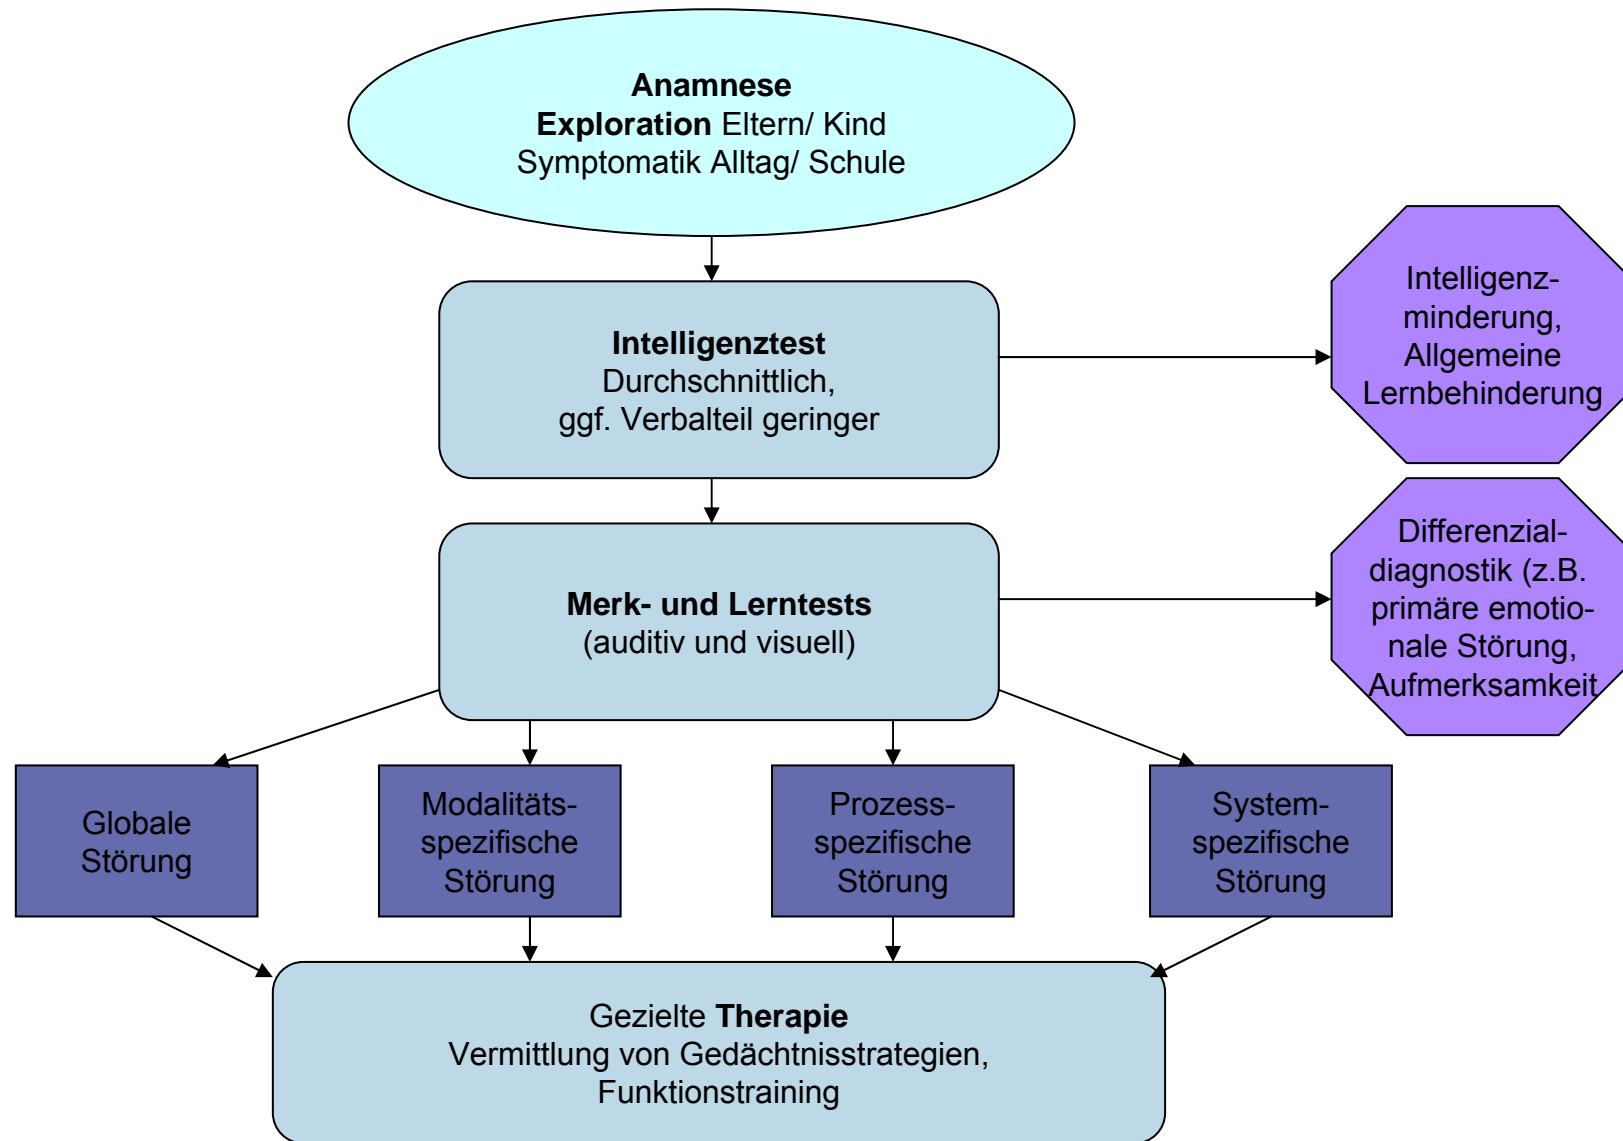 Anamnese
Exploration Eltern/ Kind
Symptomatik Alltag/ Schule
Intelligenztest
Durchschnittlich,
ggf. Verbalteil geringer
Intelligenz-
minderung,
Allgemeine
Lernbehinderung
Merk- und Lerntests
(auditiv und visuell)
Differenzial-
diagnostik (z.B.
primäre emotio-
nale Störung,
Aufmerksamkeit
Globale
Störung
Modalitäts-
spezifische
Störung
Prozess-
spezifische
Störung
System-
spezifische
Störung
Gezielte Therapie
Vermittlung von Gedächtnisstrategien,
Funktionstraining